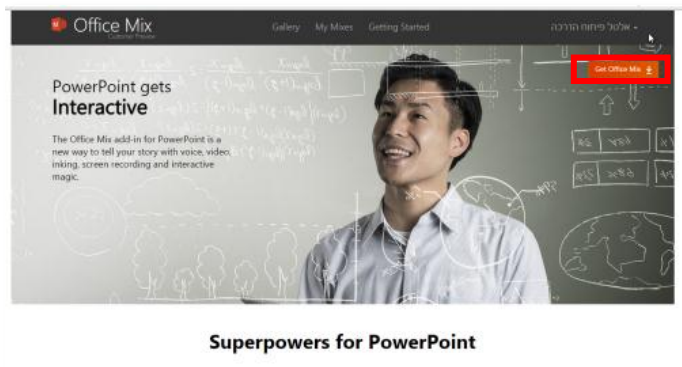 Office Mix
Customer Preview
Gallery My Mixes Getting Started
אלטל פיתוח הדרכה
Get Office Mix
PowerPoint gets
Interactive
The Office Mix add-in for PowerPoint is a
new way to tell your story with voice, video,
inking, screen recording and interactive
magic.
Superpowers for PowerPoint